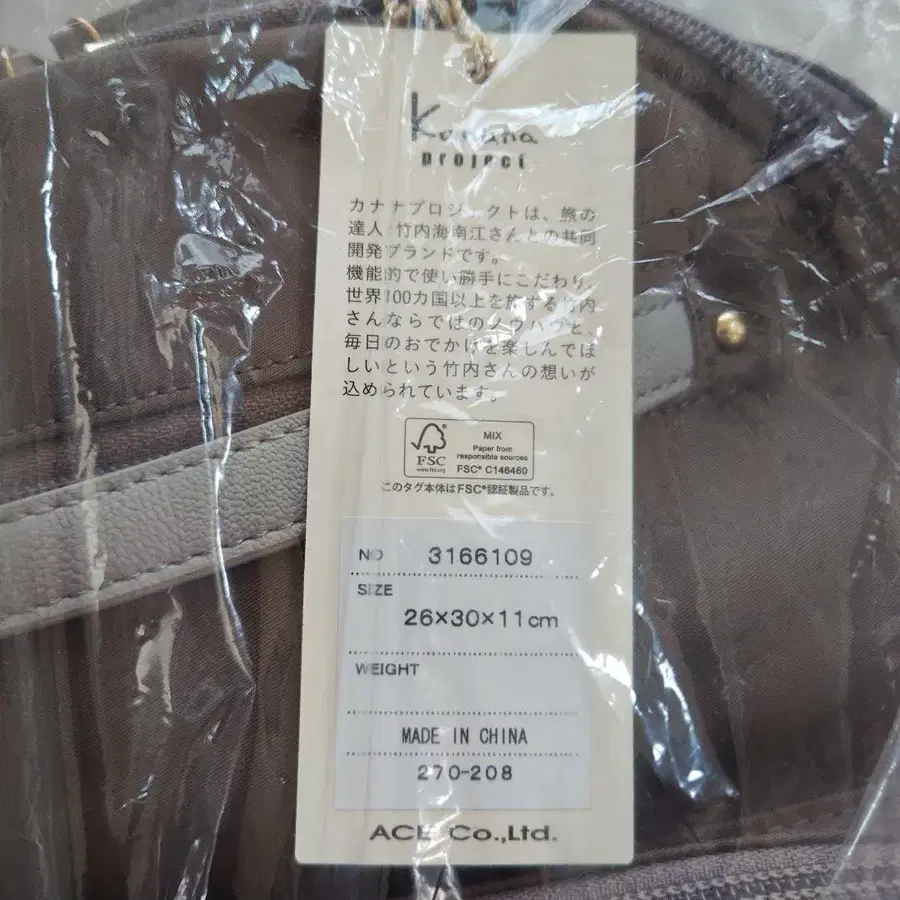 Kanana
project
カナナプロジェクトは、旅の
達人 竹内海南江さんとの共同
開発ブランドです。
機能的で使い勝手にこだわり、
世界100カ国以上を旅する竹内
さんならではのノウハウと、
毎日のおでかけを楽しんでほ
しいという竹内さんの想いが
込められています。
FSC
www.fsc.org
MIX
Paper from
responsible sources
FSC® C146460
このタグ本体はFSC®認証製品です。
NO 3166109
SIZE
26×30×11cm
WEIGHT
MADE IN CHINA
270-208
ACE Co.,Ltd.